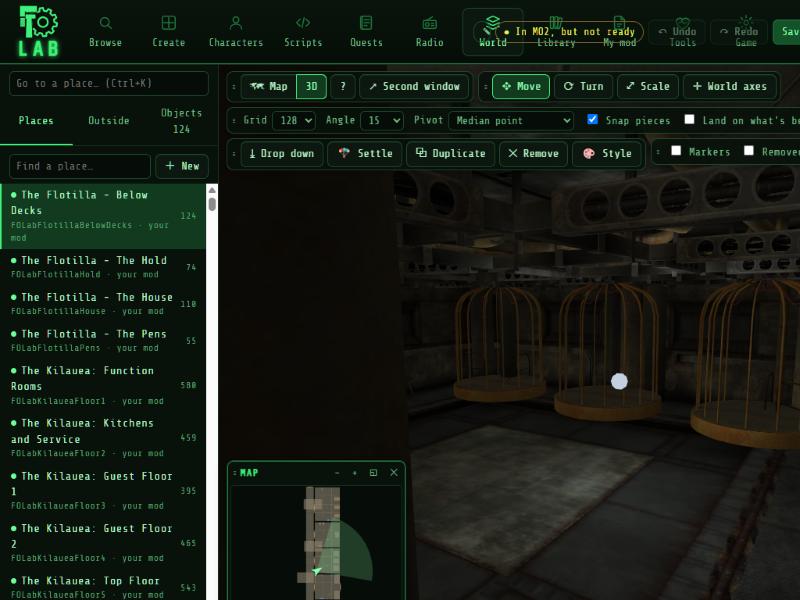 LAB
Browse
Create
Characters
Scripts
Quests
Radio
World
Library
My mod
Tools
Game
In MO2, but not ready
Undo
Redo
Sav
Go to a place… (Ctrl+K)
Places
Outside
Objects
124
Find a place…
+ New
The Flotilla - Below
Decks
FOLabFlotillaBelowDecks · your
mod
124
The Flotilla - The Hold
FOLabFlotillaHold · your mod
74
The Flotilla - The House
FOLabFlotillaHouse · your mod
110
The Flotilla - The Pens
FOLabFlotillaPens · your mod
55
The Kilauea: Function
Rooms
FOLabKilaueaFloor1 · your mod
580
The Kilauea: Kitchens
and Service
FOLabKilaueaFloor2 · your mod
459
The Kilauea: Guest Floor
1
FOLabKilaueaFloor3 · your mod
395
The Kilauea: Guest Floor
2
FOLabKilaueaFloor4 · your mod
465
The Kilauea: Top Floor
FOLabKilaueaFloor5 · your mod
543
Map
3D
?
Second window
Move
Turn
Scale
World axes
Grid 128
Angle 15
Pivot Median point
Snap pieces
Land on what's be
Drop down
Settle
Duplicate
Remove
Style
Markers
Remove
MAP